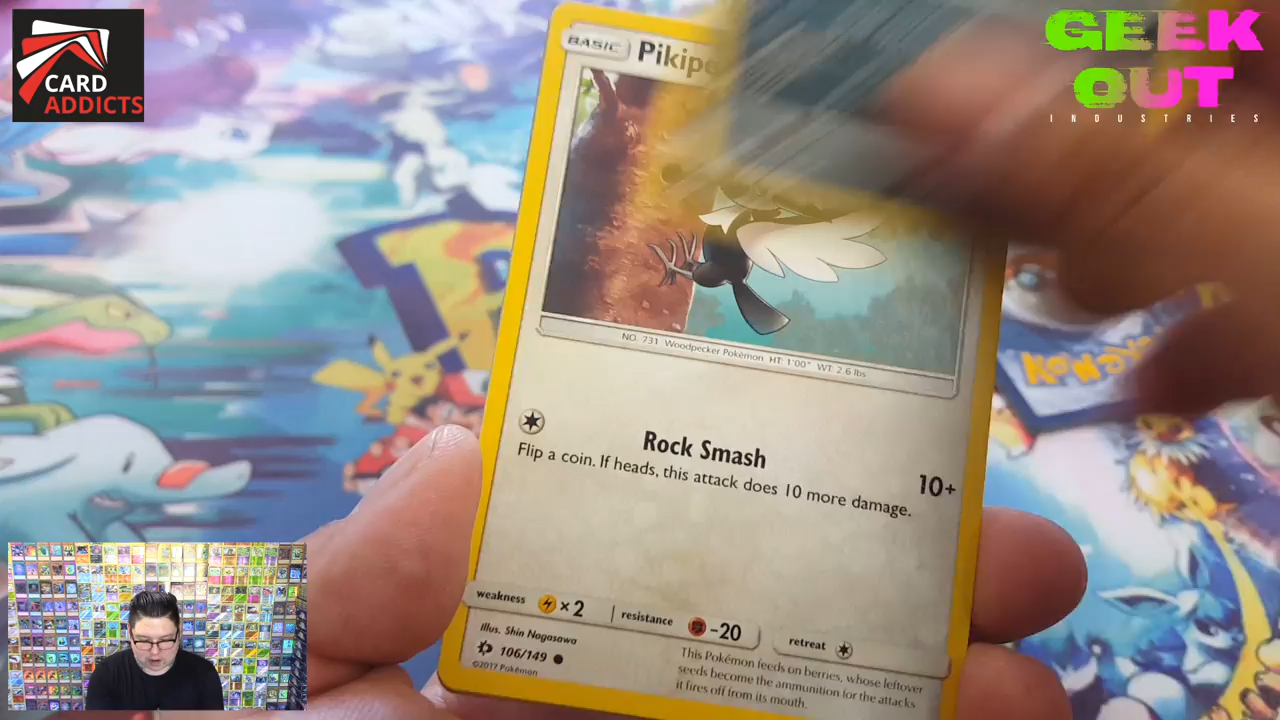 CARD
ADDICTS
GEEK
OUT
INDUSTRIES
BASIC
NO. 731 Woodpecker Pokémon HT: 1'00" WT: 2.6 lbs
Rock Smash
10+
Flip a coin. If heads, this attack does 10 more damage.
weakness ×2 resistance -20 retreat
Illus. Shin Nagasawa
106/149
©2017 Pokémon
This Pokémon feeds on berries, whose leftover
seeds become the ammunition for the attacks
it fires off from its mouth.